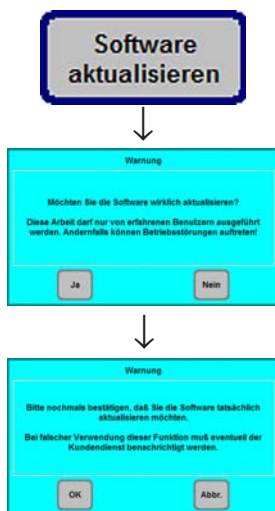 Software
aktualisieren
Warnung
Möchten Sie die Software wirklich aktualisieren?
Diese Arbeit darf nur von erfahrenen Benutzern ausgeführt
werden. Andernfalls können Betriebsstörungen auftreten!
Ja
Nein
Warnung
Bitte nochmals bestätigen, daß Sie die Software tatsächlich
aktualisieren möchten.
Bei falscher Verwendung dieser Funktion muß eventuell der
Kundendienst benachrichtigt werden.
OK
Abbr.